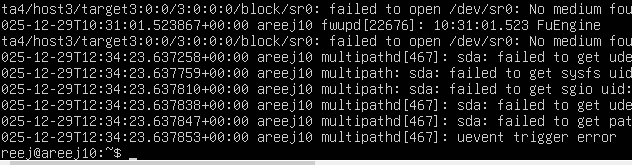 ta4/host3/target3:0:0/3:0:0:0/block/sr0: failed to open /dev/sr0: No medium fou
025-12-29T10:31:01.523867+00:00 areej10 fwupd[22676]: 10:31:01.523 FuEngine
ta4/host3/target3:0:0/3:0:0:0/block/sr0: failed to open /dev/sr0: No medium fou
025-12-29T12:34:23.637258+00:00 areej10 multipathd[467]: sda: failed to get ude
025-12-29T12:34:23.637759+00:00 areej10 multipath: sda: failed to get sysfs uid
025-12-29T12:34:23.637810+00:00 areej10 multipath: sda: failed to get sgio uid:
025-12-29T12:34:23.637838+00:00 areej10 multipathd[467]: sda: failed to get ude
025-12-29T12:34:23.637847+00:00 areej10 multipathd[467]: sda: failed to get pat
025-12-29T12:34:23.637853+00:00 areej10 multipathd[467]: uevent trigger error
reej@areej10:~$ _